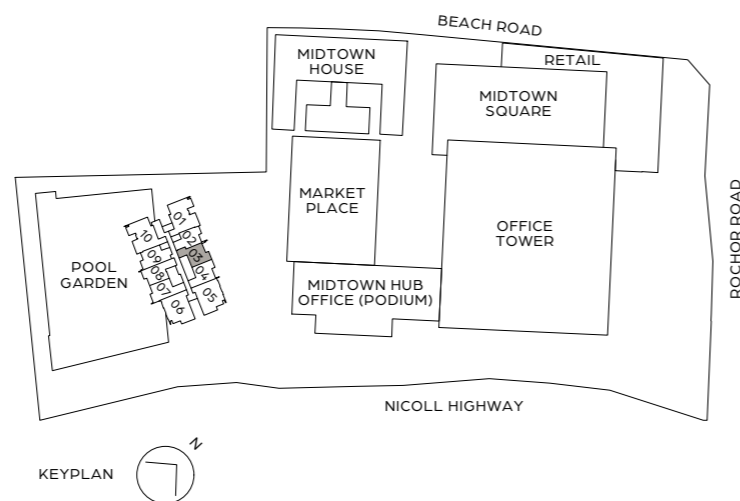 BEACH ROAD
MIDTOWN
HOUSE
RETAIL
MIDTOWN
SQUARE
MARKET
PLACE
OFFICE
TOWER
ROCHOR ROAD
01
02
03
04
05
10
09
08
07
06
POOL
GARDEN
MIDTOWN HUB
OFFICE (PODIUM)
NICOLL HIGHWAY
N
KEYPLAN